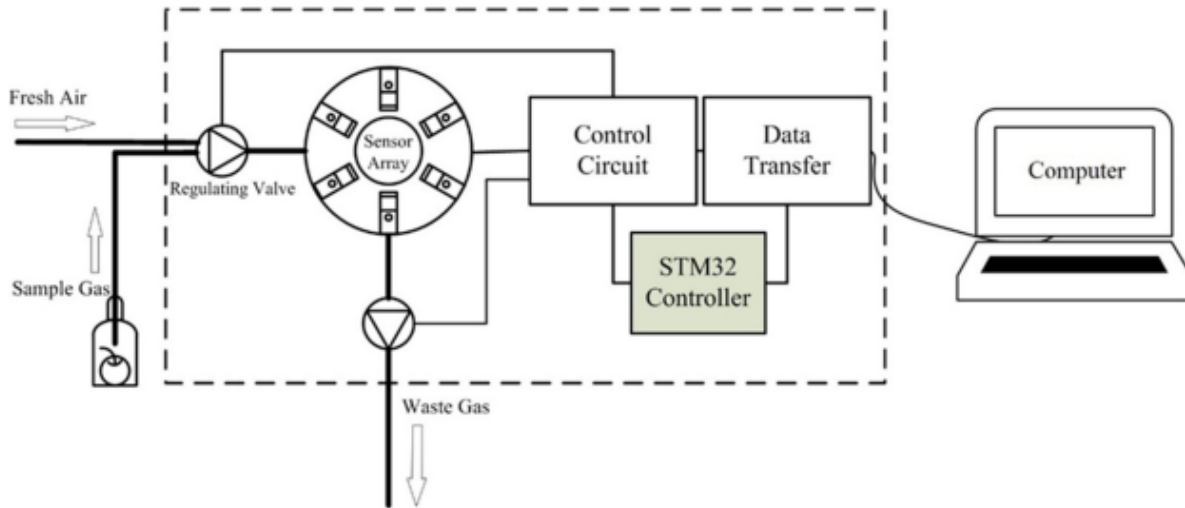 Fresh Air
Regulating Valve
Sample Gas
Sensor
Array
Control
Circuit
Data
Transfer
STM32
Controller
Computer
Waste Gas